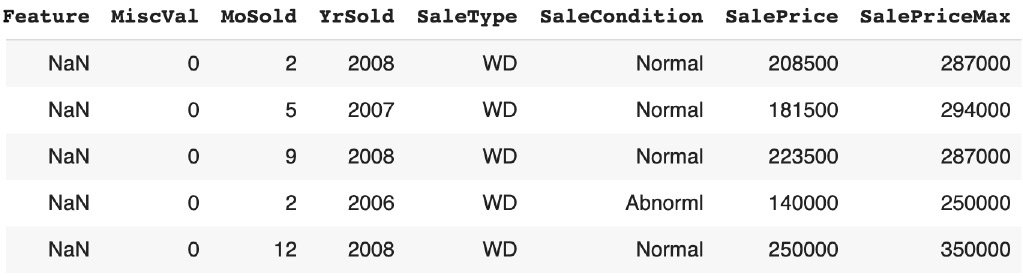 Feature MiscVal MoSold YrSold SaleType SaleCondition SalePrice SalePriceMax
NaN 0 2 2008 WD Normal 208500 287000
NaN 0 5 2007 WD Normal 181500 294000
NaN 0 9 2008 WD Normal 223500 287000
NaN 0 2 2006 WD Abnorml 140000 250000
NaN 0 12 2008 WD Normal 250000 350000